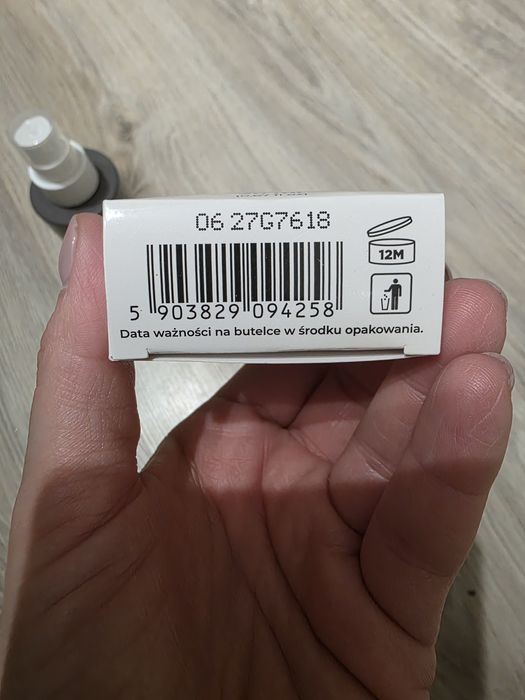 06 27G7618
12M
5 903829 094258
Data ważności na butelce w środku opakowania.